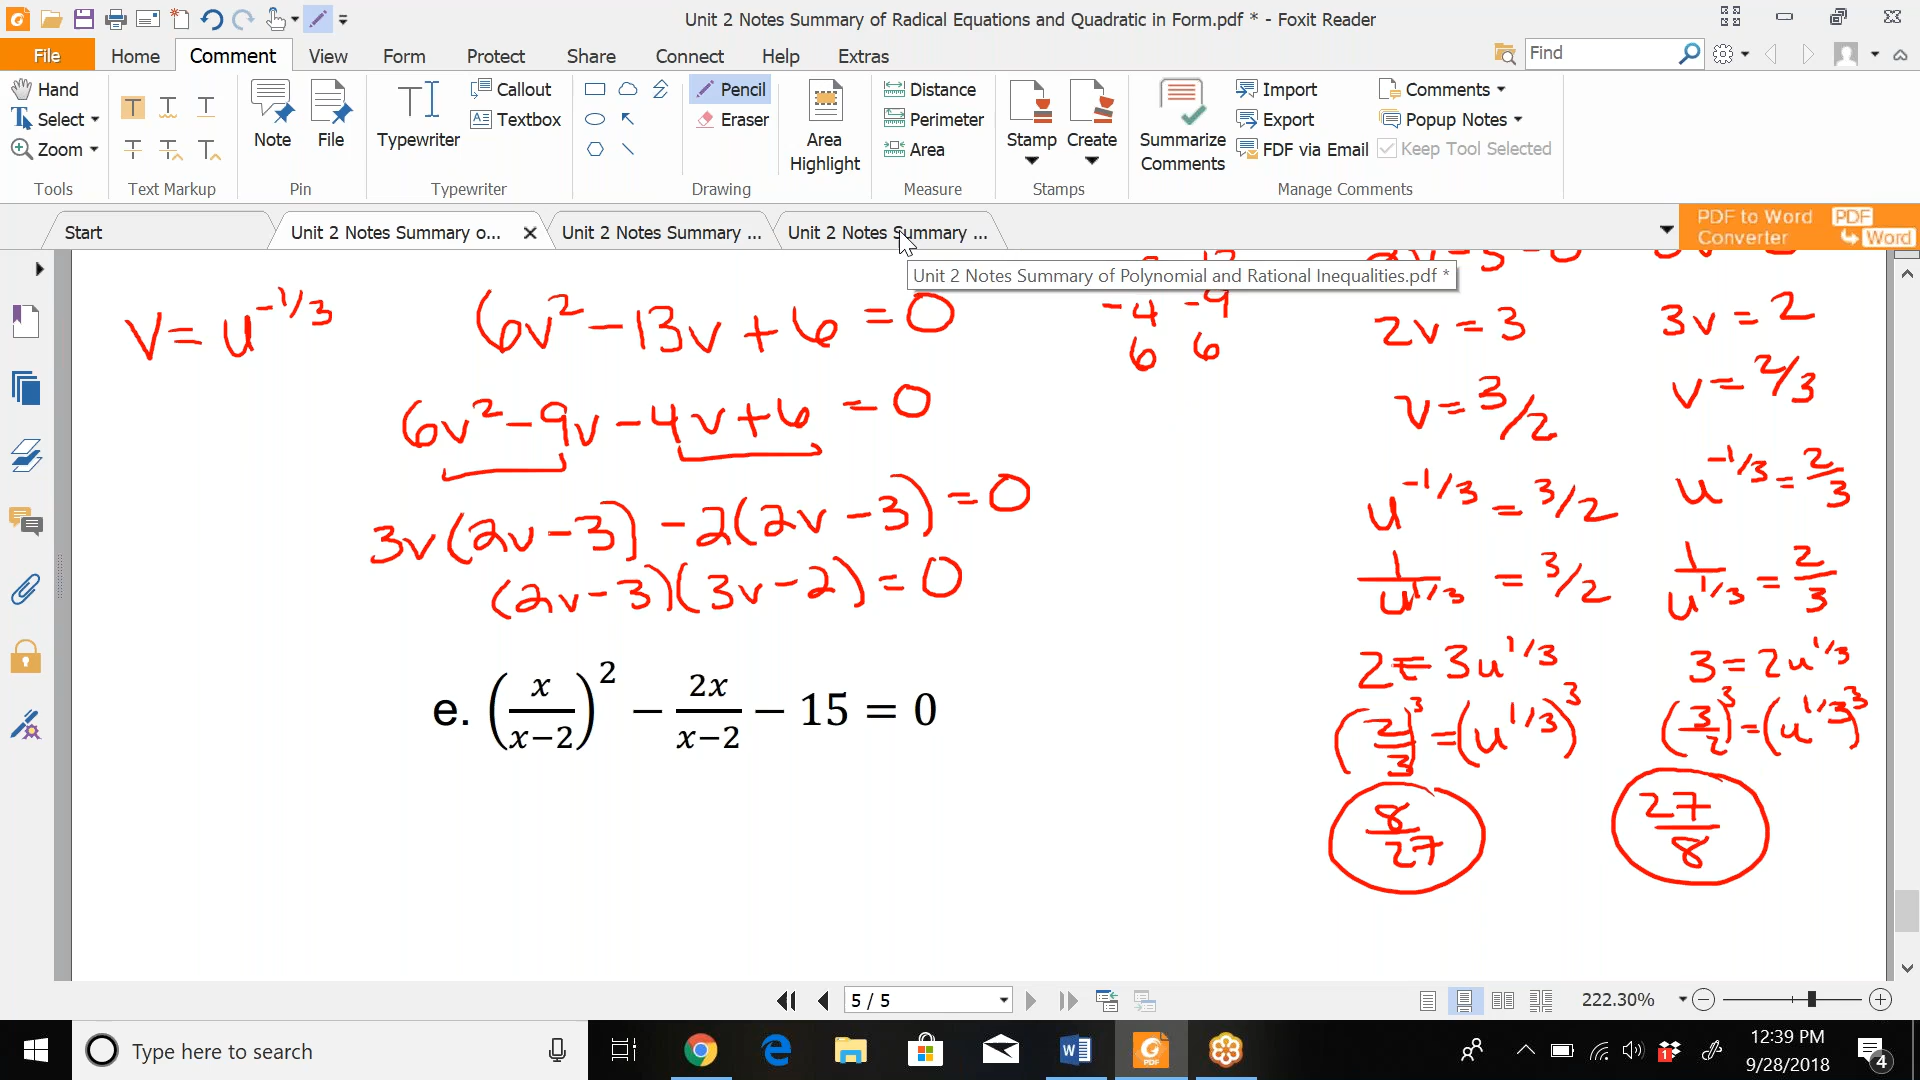 Unit 2 Notes Summary of Radical Equations and Quadratic in Form.pdf * - Foxit Reader
File Home Comment View Form Protect Share Connect Help Extras
Find
Hand
Select
Zoom
Tools
Text Markup
Note
File
Pin
Typewriter
Callout
Textbox
Typewriter
Pencil
Eraser
Drawing
Area Highlight
Distance
Perimeter
Area
Measure
Stamp
Create
Stamps
Summarize Comments
Import
Export
FDF via Email
Comments
Popup Notes
Keep Tool Selected
Manage Comments
Start
Unit 2 Notes Summary o...
Unit 2 Notes Summary ...
Unit 2 Notes Summary ...
PDF to Word Converter
PDF
Word
Unit 2 Notes Summary of Polynomial and Rational Inequalities.pdf *
v = u^-1/3
6v² - 13v + 6 = 0
6v² - 9v - 4v + 6 = 0
3v(2v - 3) - 2(2v - 3) = 0
(2v - 3)(3v - 2) = 0
-4 -9
6 6
2v = 3
v = 3/2
u^-1/3 = 3/2
1/u^1/3 = 3/2
2 = 3u^1/3
(2/3)³ = (u^1/3)³
8/27
3v = 2
v = 2/3
u^-1/3 = 2/3
1/u^1/3 = 2/3
3 = 2u^1/3
(3/2)³ = (u^1/3)³
27/8
e. (x/(x−2))² − 2x/(x−2) − 15 = 0
5 / 5
222.30%
Type here to search
12:39 PM
9/28/2018
1
4